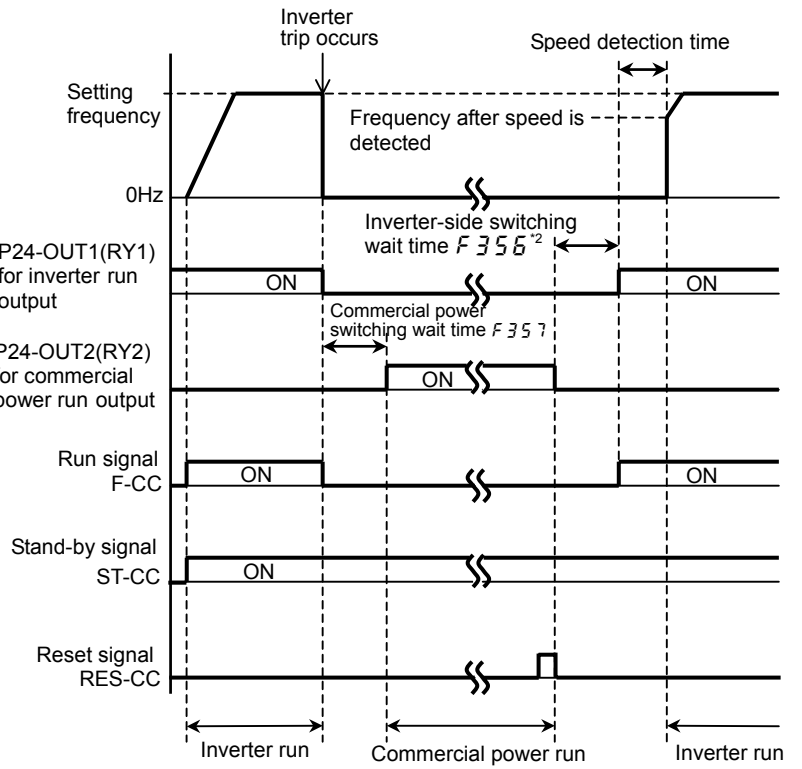 Inverter
trip occurs
Speed detection time
Setting
frequency
Frequency after speed is
detected
0Hz
Inverter-side switching
wait time F356*2
P24-OUT1(RY1)
for inverter run
output
ON
ON
Commercial power
switching wait time F357
P24-OUT2(RY2)
or commercial
power run output
ON
Run signal
F-CC
ON
ON
Stand-by signal
ST-CC
ON
Reset signal
RES-CC
Inverter run
Commercial power run
Inverter run